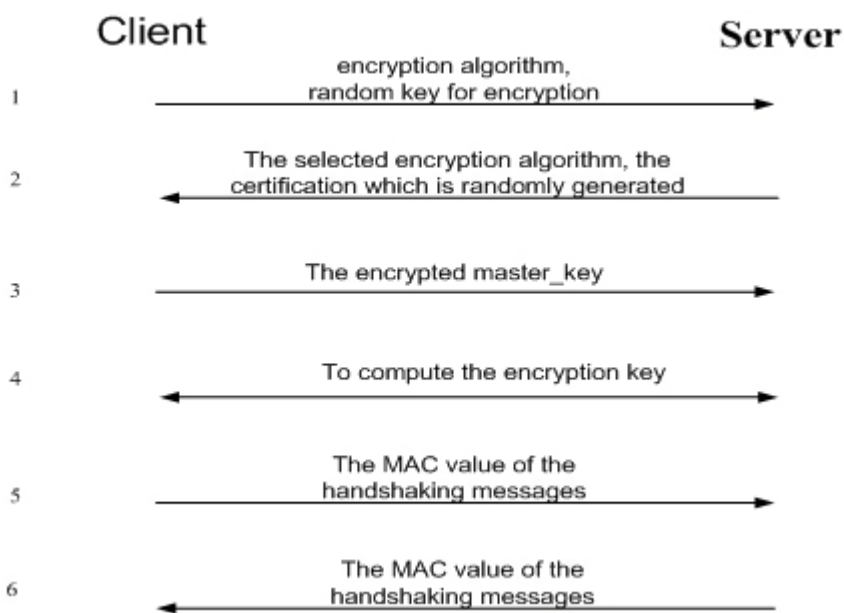 Client Server
encryption algorithm,
1 random key for encryption
The selected encryption algorithm, the
2 certification which is randomly generated
3 The encrypted master_key
4 To compute the encryption key
The MAC value of the
5 handshaking messages
The MAC value of the
6 handshaking messages